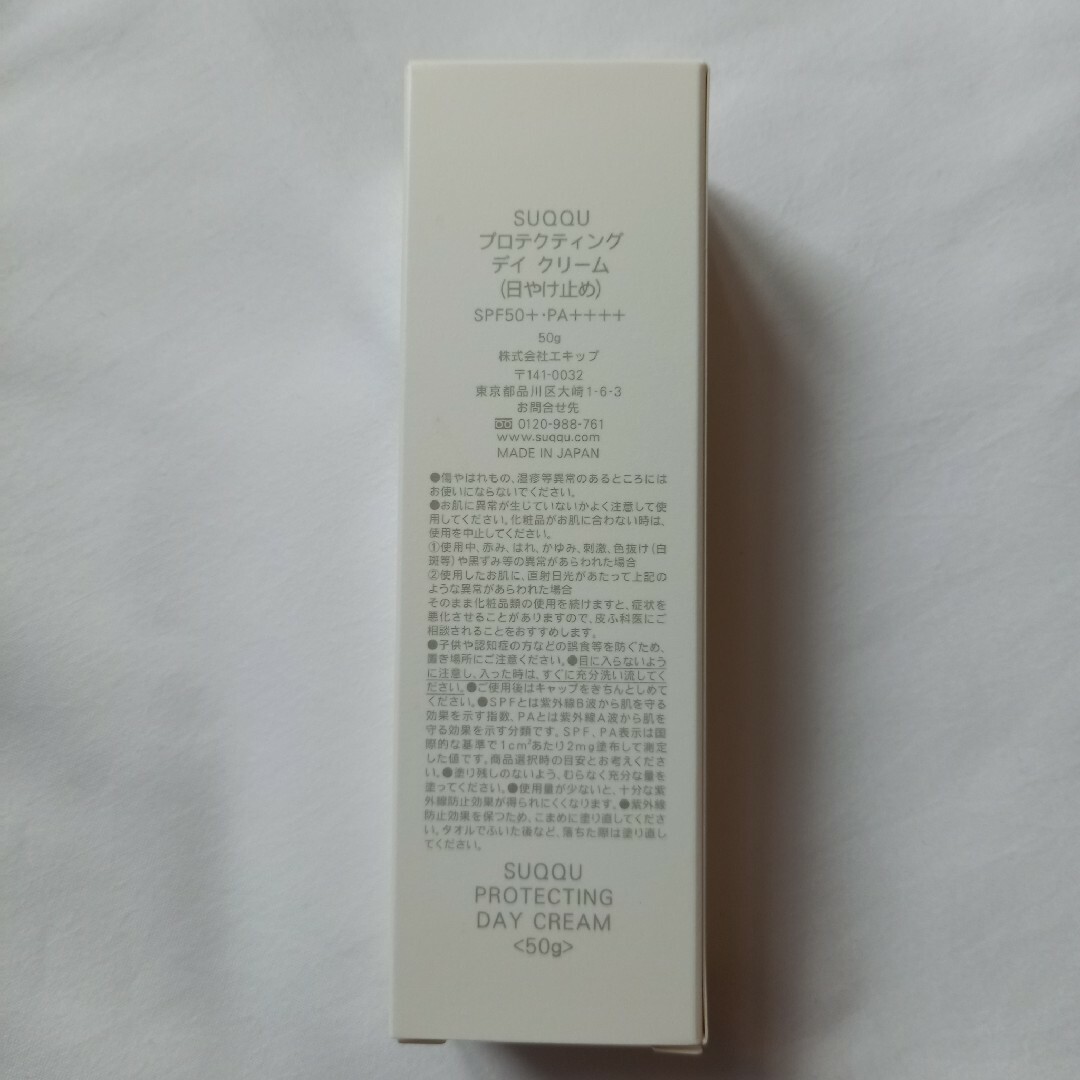 SUQQU
プロテクティング
デイ クリーム
(日やけ止め)
SPF50+・PA++++
50g
株式会社エキップ
〒141-0032
東京都品川区大崎1-6-3
お問合せ先
0120-988-761
www.suqqu.com
MADE IN JAPAN
●傷やはれもの、湿疹等異常のあるところには
お使いにならないでください。
●お肌に異常が生じていないかよく注意して使
用してください。化粧品がお肌に合わない時は、
使用を中止してください。
①使用中、赤み、はれ、かゆみ、刺激、色抜け(白
斑等)や黒ずみ等の異常があらわれた場合
②使用したお肌に、直射日光があたって上記の
ような異常があらわれた場合
そのまま化粧品類の使用を続けますと、症状を
悪化させることがありますので、皮ふ科医にご
相談されることをおすすめします。
●子供や認知症の方などの誤食等を防ぐため、
置き場所にご注意ください。●目に入らないよう
に注意し、入った時は、すぐに充分洗い流してく
ださい。●ご使用後はキャップをきちんとしめて
ください。●SPFとは紫外線B波から肌を守る
効果を示す指数、PAとは紫外線A波から肌を
守る効果を示す分類です。SPF、PA表示は国
際的な基準で1cm²あたり2mg塗布して測定
した値です。商品選択時の目安とお考えくださ
い。●塗り残しのないよう、むらなく充分な量を
塗ってください。●使用量が少ないと、十分な紫
外線防止効果が得られにくくなります。●紫外線
防止効果を保つため、こまめに塗り直してくださ
い。タオルでふいた後など、落ちた際は塗り直し
てください。
SUQQU
PROTECTING
DAY CREAM
<50g>